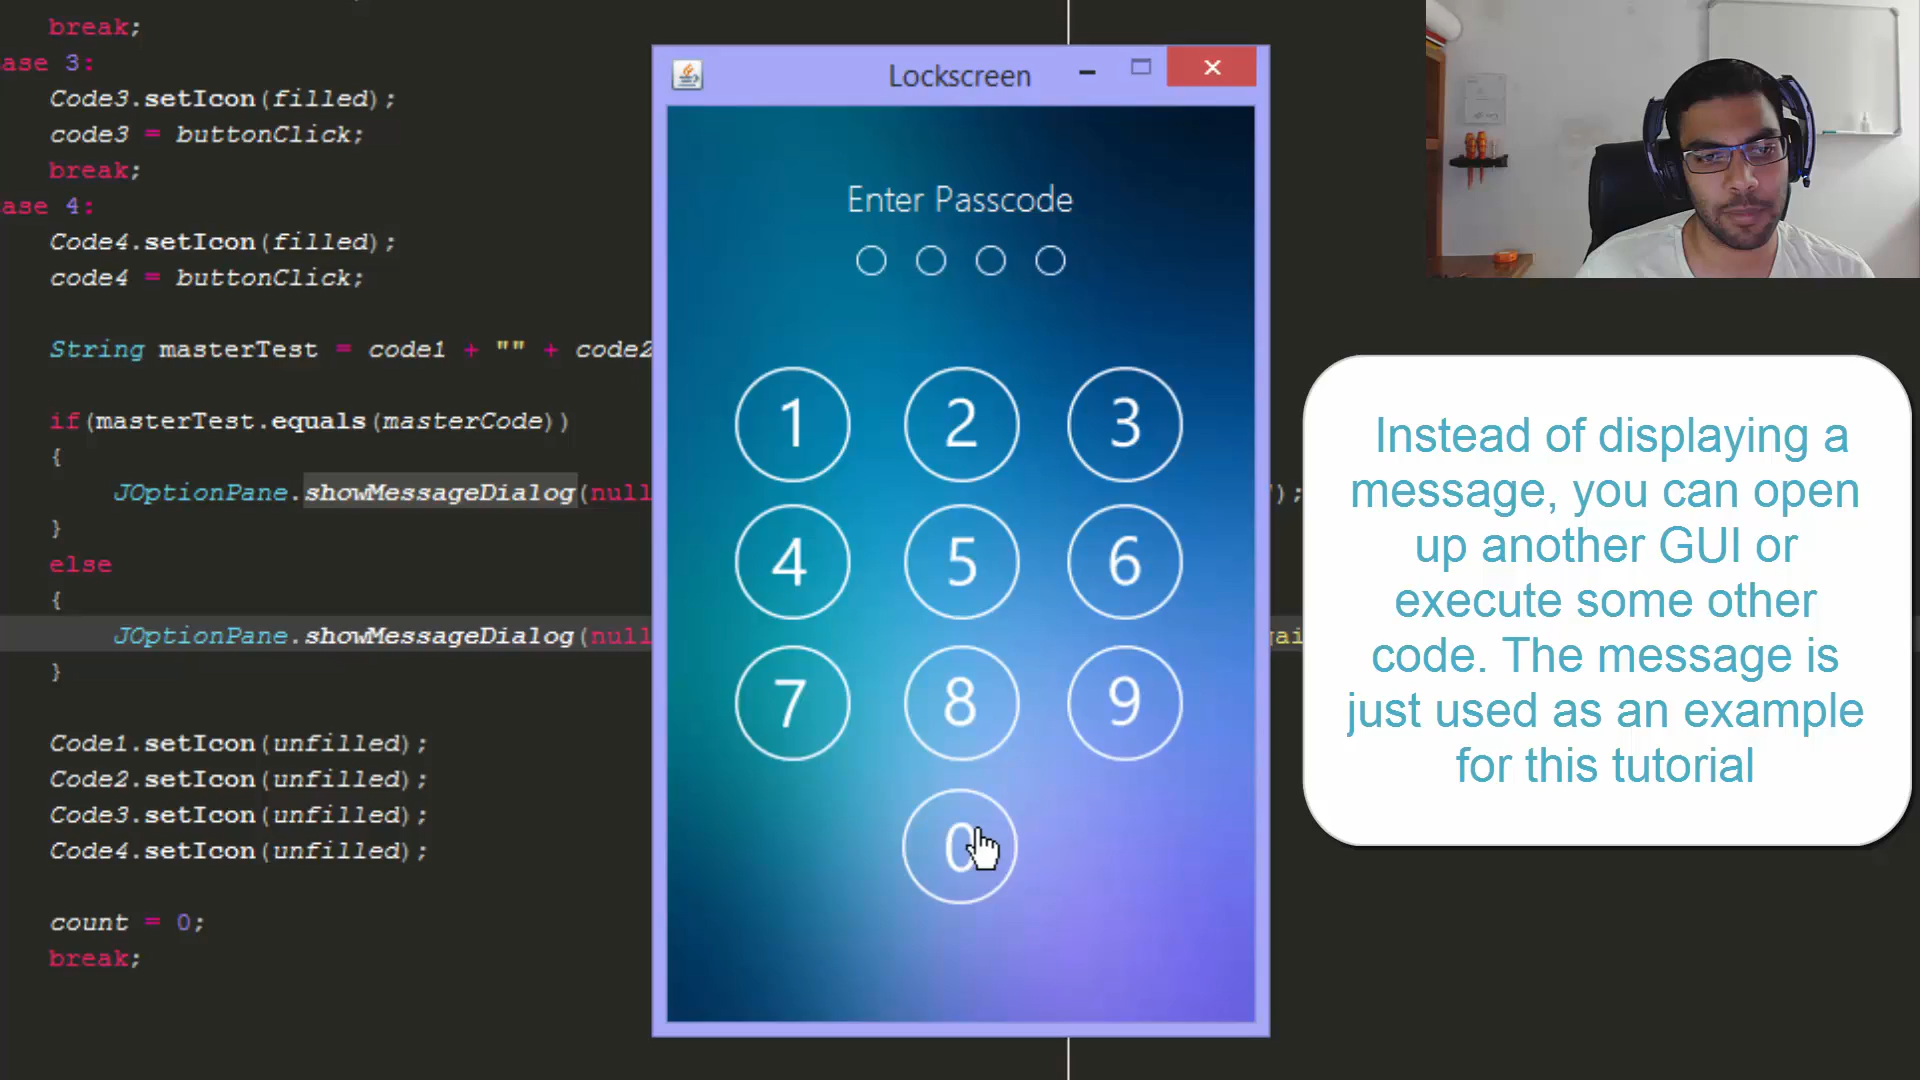 break;
ase 3:
Code3.setIcon(filled);
code3 = buttonClick;
break;
ase 4:
Code4.setIcon(filled);
code4 = buttonClick;
String masterTest = code1 + "" + code2
if(masterTest.equals(masterCode))
{
JOptionPane.showMessageDialog(null
");
}
else
{
JOptionPane.showMessageDialog(null
gai
}
Code1.setIcon(unfilled);
Code2.setIcon(unfilled);
Code3.setIcon(unfilled);
Code4.setIcon(unfilled);
count = 0;
break;
Lockscreen
Enter Passcode
1 2 3
4 5 6
7 8 9
0
Instead of displaying a
message, you can open
up another GUI or
execute some other
code. The message is
just used as an example
for this tutorial